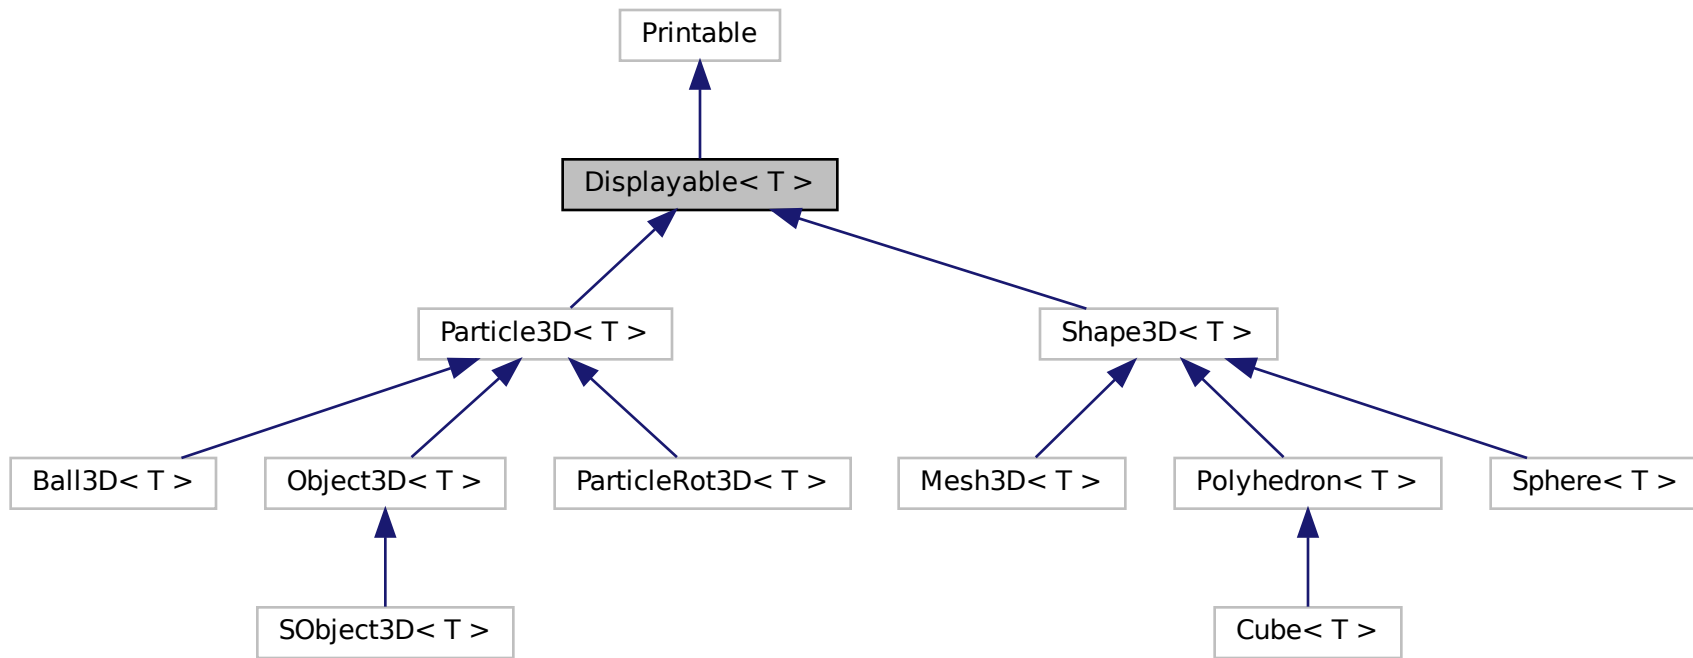 Printable
Displayable< T >
Particle3D< T >
Shape3D< T >
Ball3D< T >
Object3D< T >
ParticleRot3D< T >
Mesh3D< T >
Polyhedron< T >
Sphere< T >
SObject3D< T >
Cube< T >